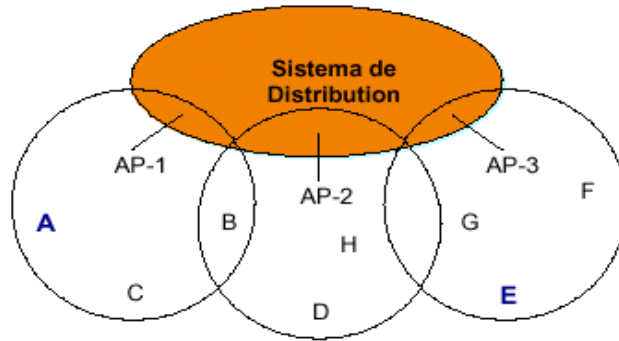 Sistema de
Distribution
AP-1
AP-2
AP-3
A
B
C
H
D
G
F
E